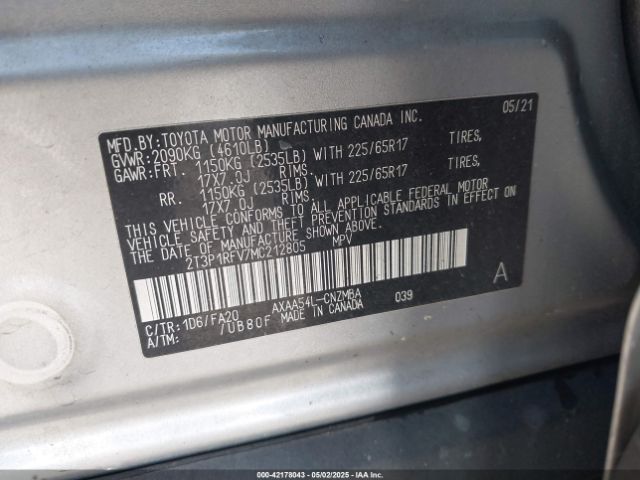 MFD.BY:TOYOTA MOTOR MANUFACTURING CANADA INC. 05/21
GVWR:2090KG (4610LB)
GAWR:FRT. 1150KG (2535LB) WITH 225/65R17 TIRES,
17X7.0J RIMS.
RR. 1150KG (2535LB) WITH 225/65R17 TIRES,
17X7.0J RIMS.
THIS VEHICLE CONFORMS TO ALL APPLICABLE FEDERAL MOTOR
VEHICLE SAFETY AND THEFT PREVENTION STANDARDS IN EFFECT ON
THE DATE OF MANUFACTURE SHOWN ABOVE.
2T3P1RFV7MC212805 MPV
A
C/TR:1D6/FA20 AXAA54L-CNZMBA 039
A/TM: /UB80F MADE IN CANADA
000-42178043 - 05/02/2025 - IAAI.COM